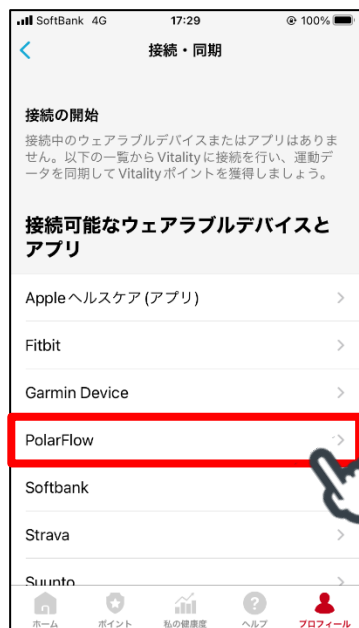 SoftBank 4G 17:29 100%
接続・同期
接続の開始
接続中のウェアラブルデバイスまたはアプリはありま
せん。以下の一覧からVitalityに接続を行い、運動デ
ータを同期してVitalityポイントを獲得しましょう。
接続可能なウェアラブルデバイスと
アプリ
Appleヘルスケア(アプリ)
Fitbit
Garmin Device
PolarFlow
Softbank
Strava
Suunto
ホーム ポイント 私の健康度 ヘルプ プロフィール